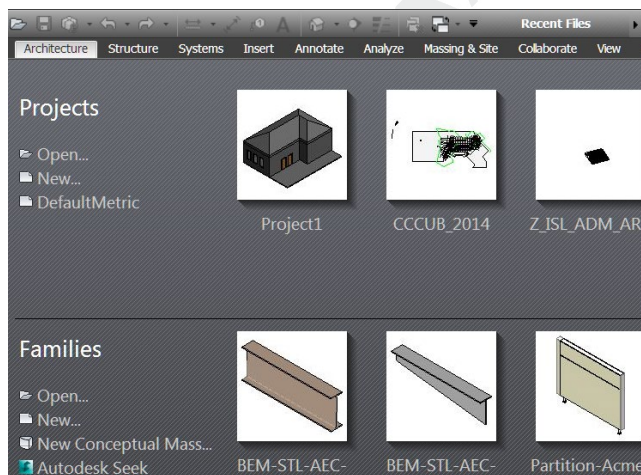 Recent Files
Architecture Structure Systems Insert Annotate Analyze Massing & Site Collaborate View
Projects
Open...
New...
DefaultMetric
Project1
CCCUB_2014
Z_ISL_ADM_AR
Families
Open...
New...
New Conceptual Mass...
Autodesk Seek
BEM-STL-AEC-
BEM-STL-AEC-
Partition-Acme